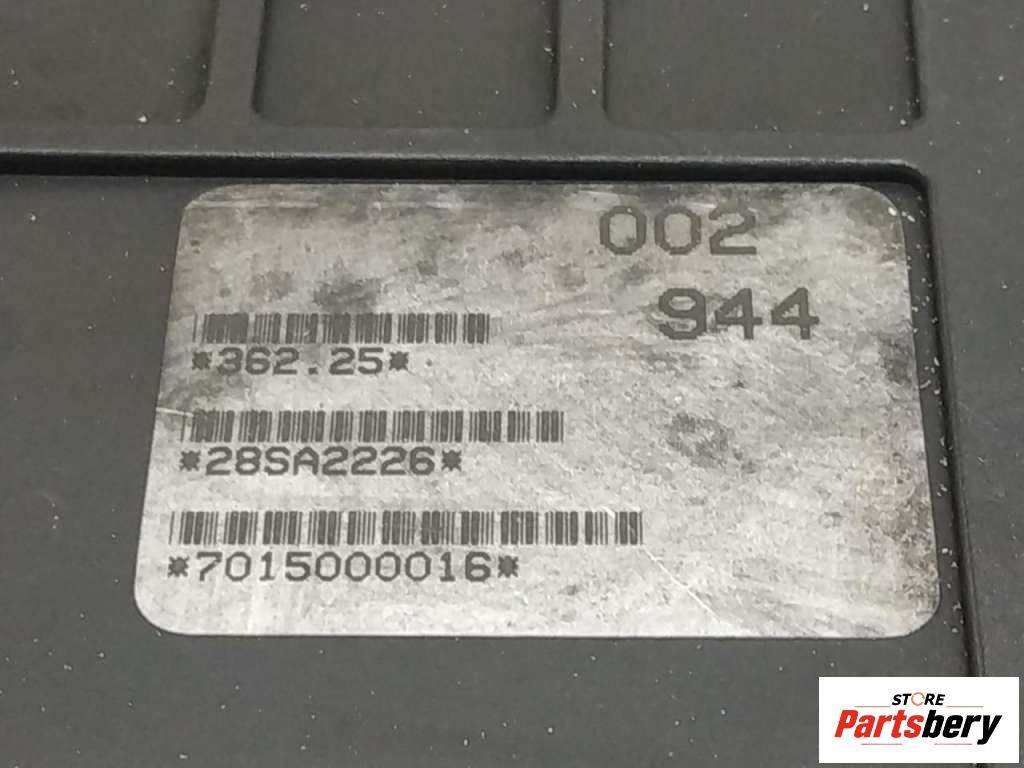 002
944
*362.25*
*28SA2226*
*7015000016*
STORE
Partsbery